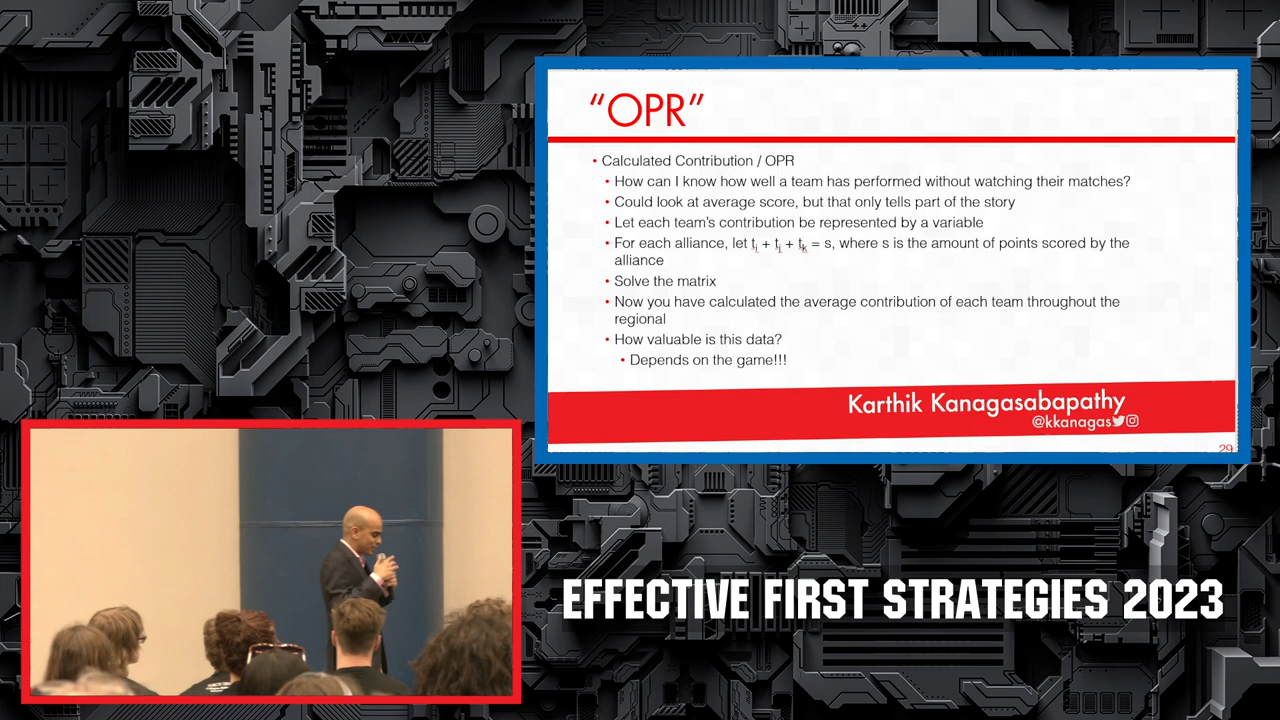 “OPR”
• Calculated Contribution / OPR
• How can I know how well a team has performed without watching their matches?
• Could look at average score, but that only tells part of the story
• Let each team’s contribution be represented by a variable
• For each alliance, let ti + tj + tk = s, where s is the amount of points scored by the
alliance
• Solve the matrix
• Now you have calculated the average contribution of each team throughout the
regional
• How valuable is this data?
• Depends on the game!!!
Karthik Kanagasabapathy
@kkanagas
29
EFFECTIVE FIRST STRATEGIES 2023